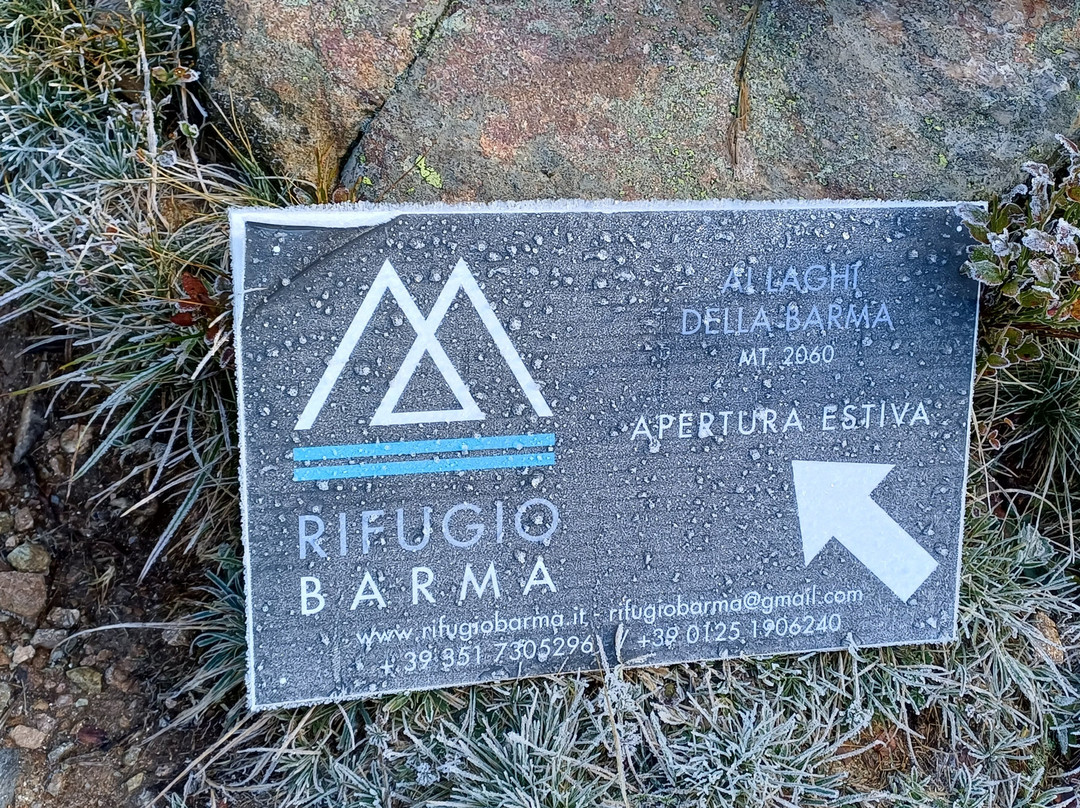 RIFUGIO
BARMA
AI LAGHI
DELLA BARMA
MT. 2060
APERTURA ESTIVA
www.rifugiobarma.it - rifugiobarma@gmail.com
+ 39 351 7305296 +39 0125 1906240